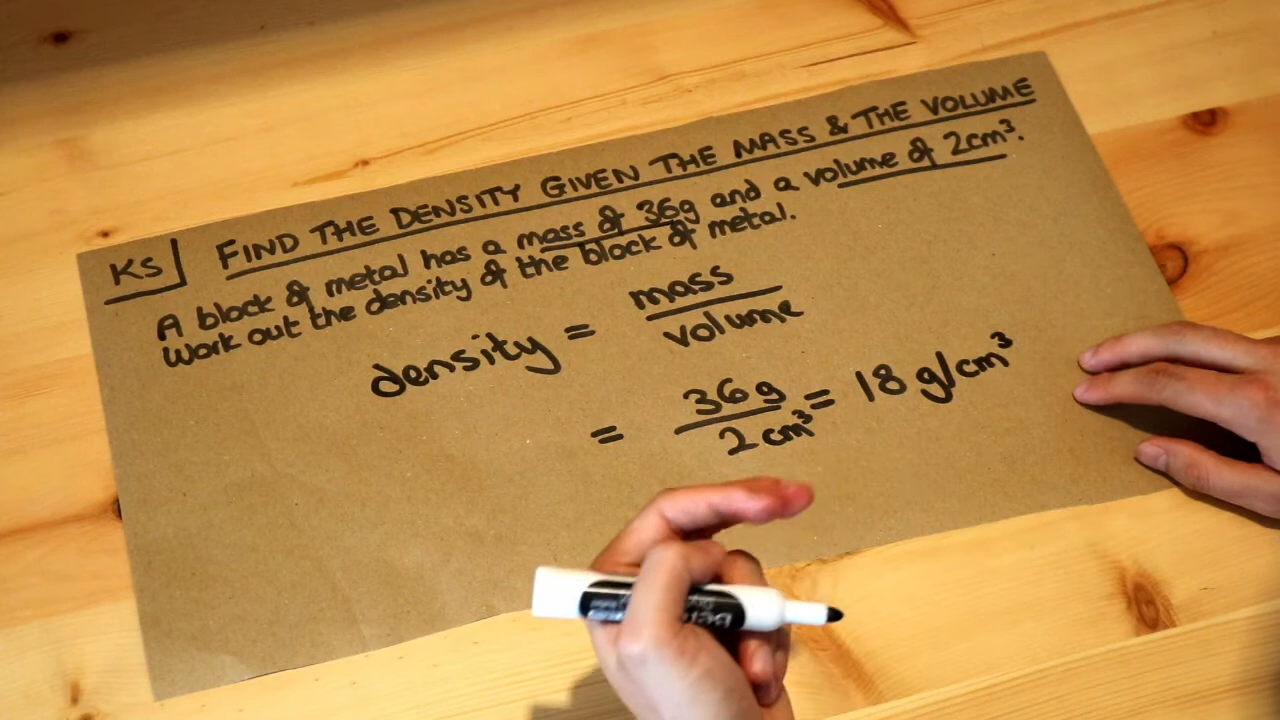 KS
FIND THE DENSITY GIVEN THE MASS & THE VOLUME
A block of metal has a mass of 36g and a volume of 2cm³.
Work out the density of the block of metal.
density = mass
volume
= 36g = 18 g/cm³
2cm³